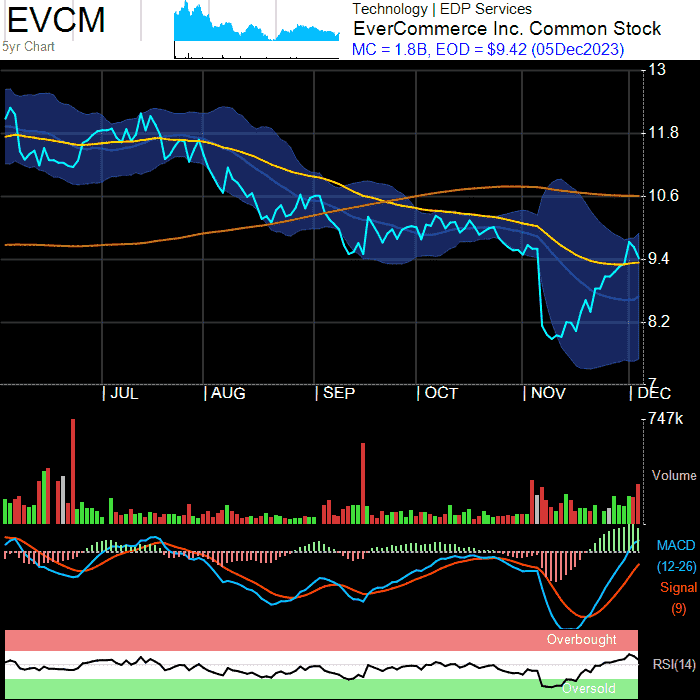 EVCM
5yr Chart
Technology | EDP Services
EverCommerce Inc. Common Stock
MC = 1.8B, EOD = $9.42 (05Dec2023)
13
11.8
10.6
9.4
8.2
7
JUL AUG SEP OCT NOV DEC
747k
Volume
MACD
(12-26)
Signal
(9)
Overbought
RSI(14)
Oversold